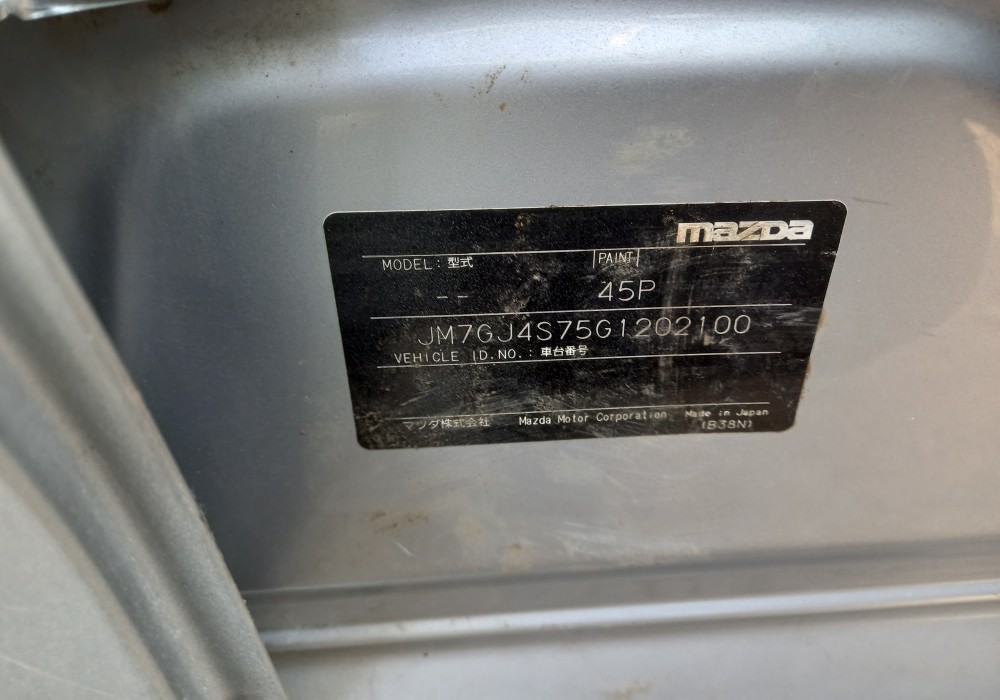 mazda
MODEL: 型式 PAINT
-- 45P
JM7GJ4S75G1202100
VEHICLE ID.NO.: 車台番号
マツダ株式会社 Mazda Motor Corporation Made in Japan
(B38N)